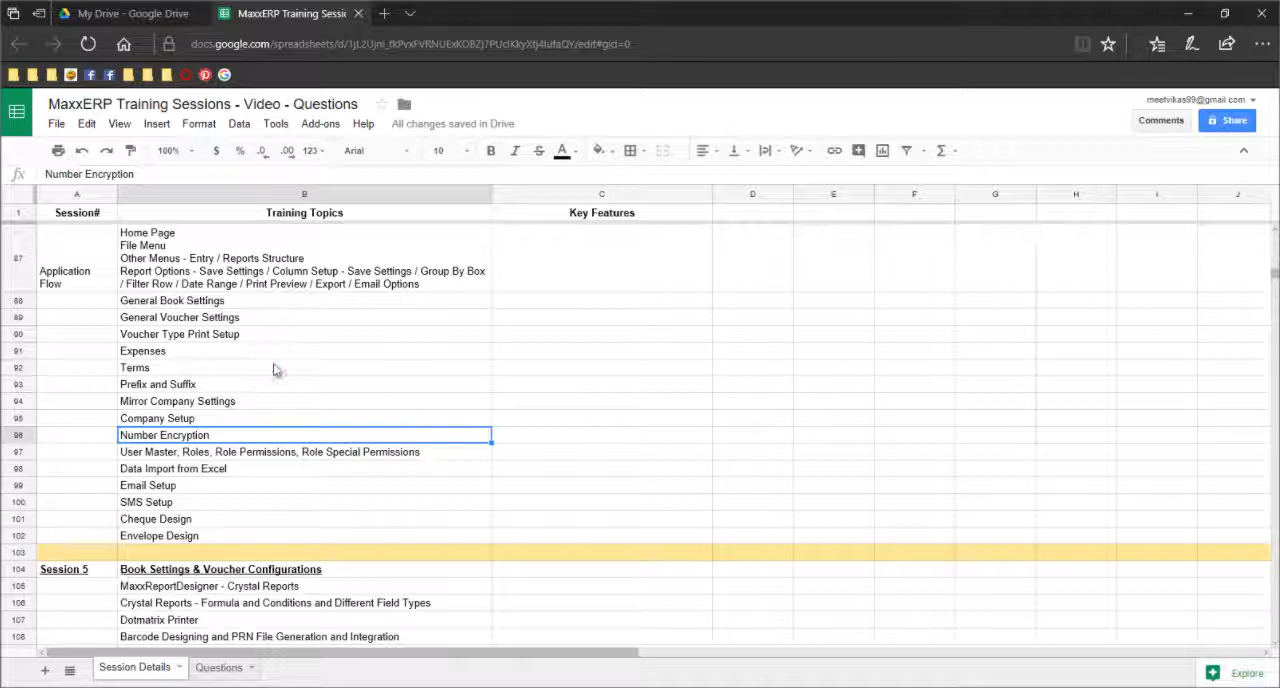 My Drive - Google Drive
MaxxERP Training Sessi
MaxxERP Training Sessions - Video - Questions
meetvikas99@gmail.com
File Edit View Insert Format Data Tools Add-ons Help All changes saved in Drive
Comments Share
100% $ % .0 .00 123 Arial 10 B I S A
fx Number Encryption
A B C D E F G H I J
1 Session# Training Topics Key Features
Home Page
File Menu
Other Menus - Entry / Reports Structure
87 Application Flow Report Options - Save Settings / Column Setup - Save Settings / Group By Box
/ Filter Row / Date Range / Print Preview / Export / Email Options
88 General Book Settings
89 General Voucher Settings
90 Voucher Type Print Setup
91 Expenses
92 Terms
93 Prefix and Suffix
94 Mirror Company Settings
95 Company Setup
96 Number Encryption
97 User Master, Roles, Role Permissions, Role Special Permissions
98 Data Import from Excel
99 Email Setup
100 SMS Setup
101 Cheque Design
102 Envelope Design
103
104 Session 5 Book Settings & Voucher Configurations
105 MaxxReportDesigner - Crystal Reports
106 Crystal Reports - Formula and Conditions and Different Field Types
107 Dotmatrix Printer
108 Barcode Designing and PRN File Generation and Integration
Session Details Questions
Explore